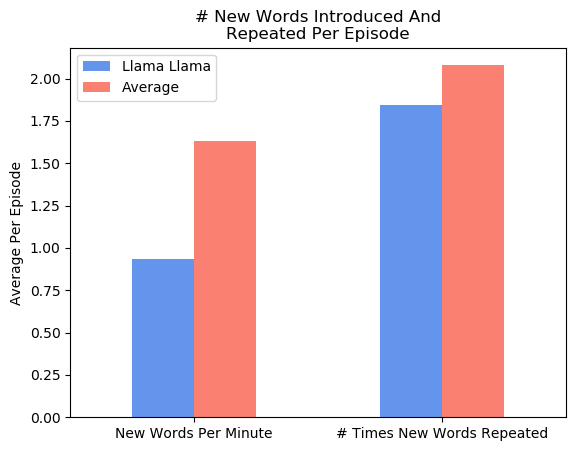 # New Words Introduced And
Repeated Per Episode
Llama Llama
Average
Average Per Episode
2.00
1.75
1.50
1.25
1.00
0.75
0.50
0.25
0.00
New Words Per Minute
# Times New Words Repeated